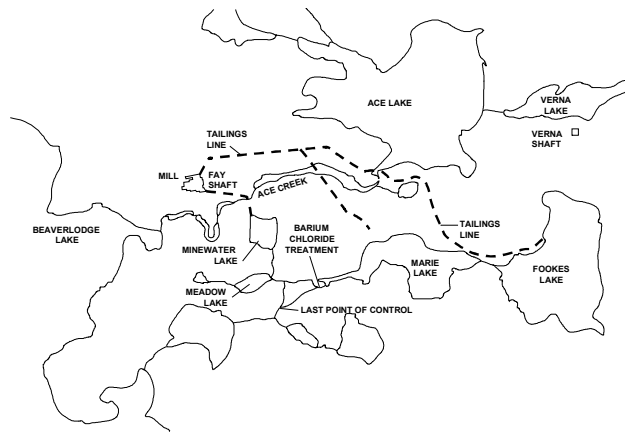 ACE LAKE
VERNA
LAKE
VERNA
SHAFT
TAILINGS
LINE
MILL
FAY
SHAFT
ACE CREEK
BEAVERLODGE
LAKE
MINEWATER
LAKE
BARIUM
CHLORIDE
TREATMENT
TAILINGS
LINE
MARIE
LAKE
FOOKES
LAKE
MEADOW
LAKE
LAST POINT OF CONTROL